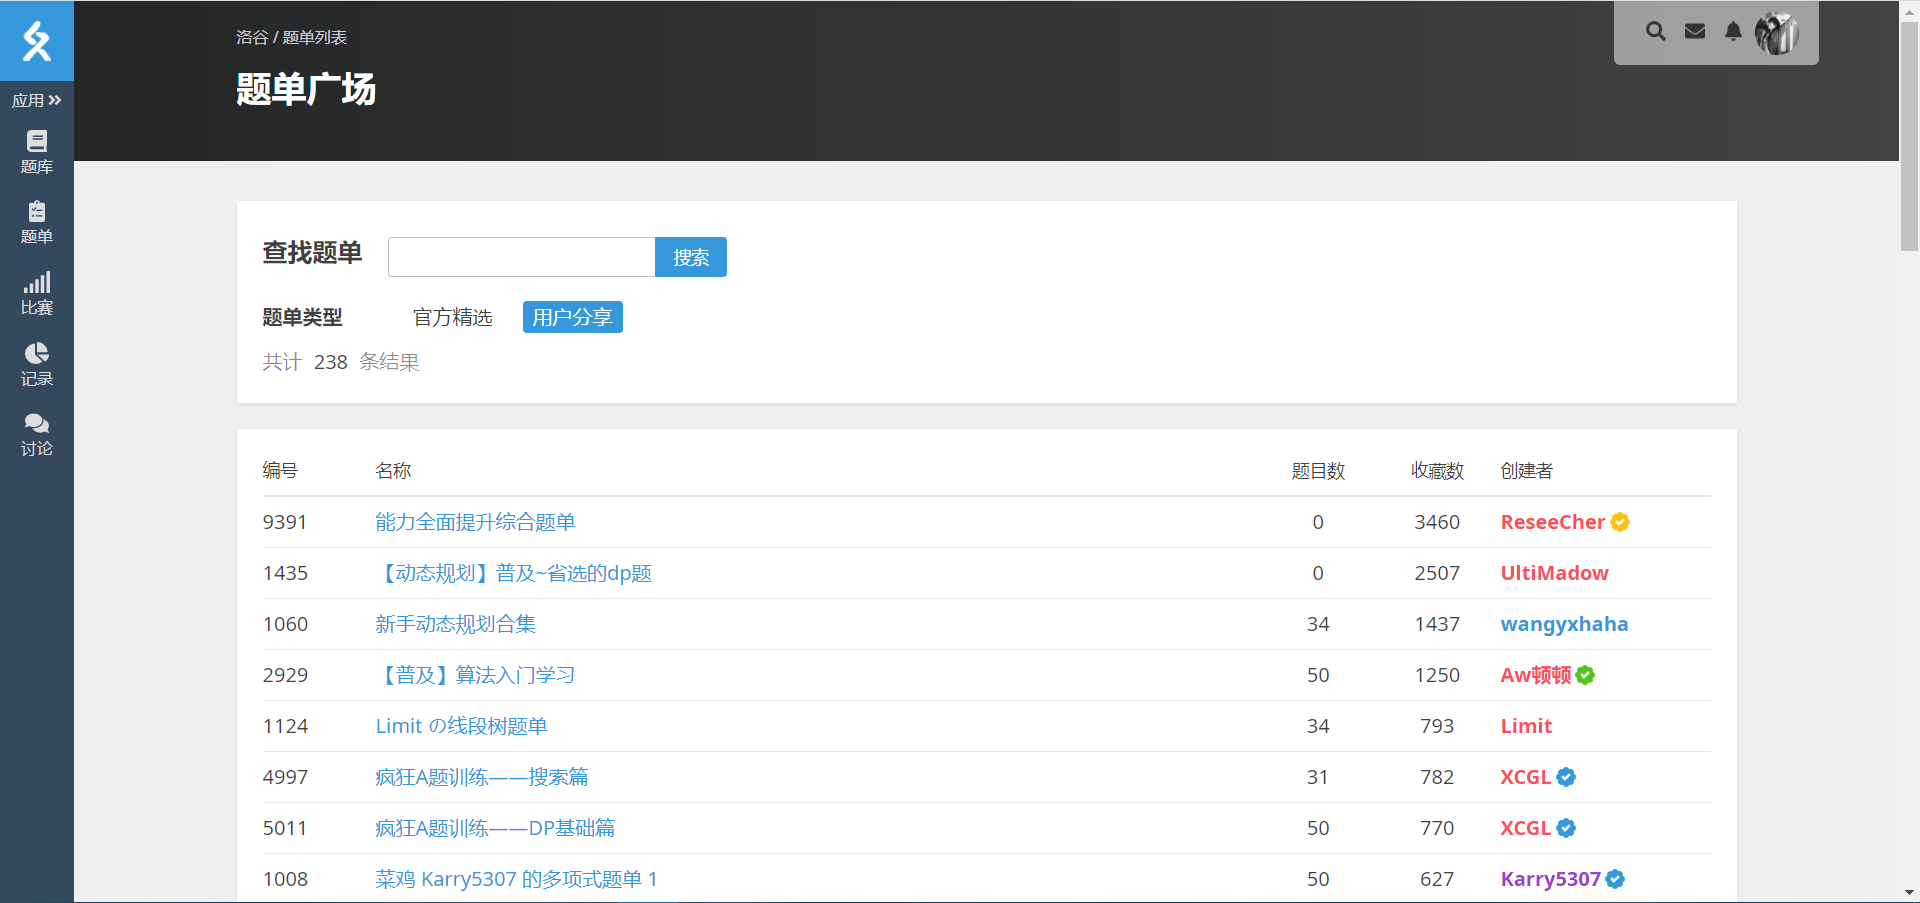 洛谷 / 题单列表
题单广场
应用
题库
题单
比赛
记录
讨论
查找题单 搜索
题单类型 官方精选 用户分享
共计 238 条结果
编号 名称 题目数 收藏数 创建者
9391 能力全面提升综合题单 0 3460 ReseeCher
1435 【动态规划】普及~省选的dp题 0 2507 UltiMadow
1060 新手动态规划合集 34 1437 wangyxhaha
2929 【普及】算法入门学习 50 1250 Aw顿顿
1124 Limit の线段树题单 34 793 Limit
4997 疯狂A题训练——搜索篇 31 782 XCGL
5011 疯狂A题训练——DP基础篇 50 770 XCGL
1008 菜鸡 Karry5307 的多项式题单 1 50 627 Karry5307